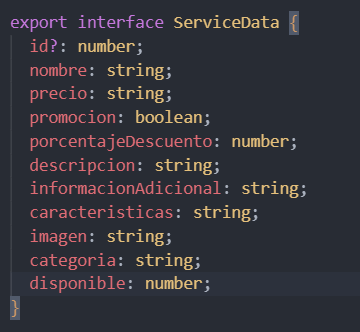 export interface ServiceData {
id?: number;
nombre: string;
precio: string;
promocion: boolean;
porcentajeDescuento: number;
descripcion: string;
informacionAdicional: string;
caracteristicas: string;
imagen: string;
categoria: string;
disponible: number;
}